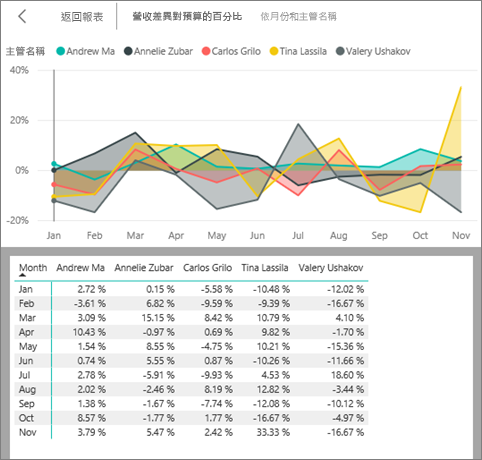 返回報表 營收差異對預算的百分比 依月份和主管名稱
主管名稱 Andrew Ma Annelie Zubar Carlos Grilo Tina Lassila Valery Ushakov
40%
20%
0%
-20%
Jan Feb Mar Apr May Jun Jul Aug Sep Oct Nov
Month Andrew Ma Annelie Zubar Carlos Grilo Tina Lassila Valery Ushakov
Jan 2.72 % 0.15 % -5.58 % -10.48 % -12.02 %
Feb -3.61 % 6.82 % -9.59 % -9.39 % -16.67 %
Mar 3.09 % 15.15 % 8.42 % 10.79 % 4.10 %
Apr 10.43 % -0.97 % 0.69 % 9.82 % -1.70 %
May 1.54 % 8.55 % -4.75 % 10.21 % -15.36 %
Jun 0.74 % 5.55 % 0.87 % -10.26 % -11.66 %
Jul 2.78 % -5.91 % -9.93 % 4.53 % 18.60 %
Aug 2.02 % -2.46 % 8.19 % 12.82 % -3.44 %
Sep 1.38 % -1.67 % -7.74 % -12.08 % -10.12 %
Oct 8.57 % -1.77 % 1.77 % -16.67 % -4.97 %
Nov 3.79 % 5.47 % 2.42 % 33.33 % -16.67 %